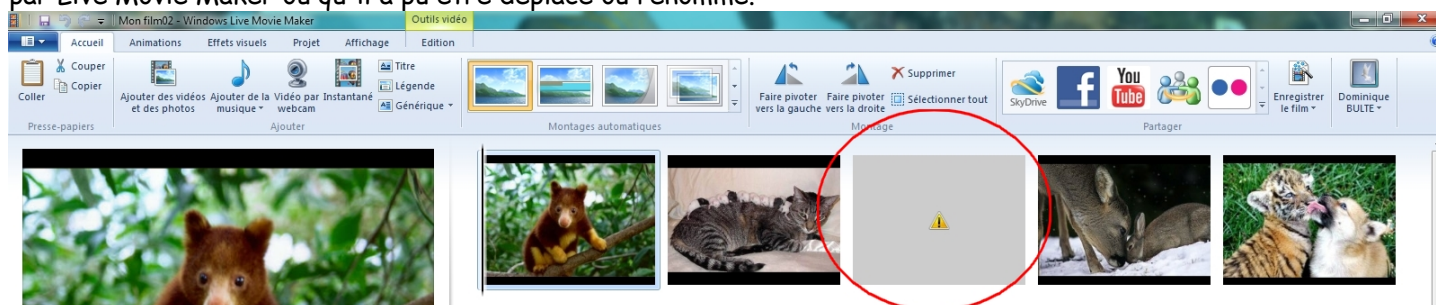 par Live Movie Maker ou qu'il a pu être déplacé ou renommé.
Mon film02 - Windows Live Movie Maker
Outils vidéo
Accueil Animations Effets visuels Projet Affichage Edition
Coller
Couper
Copier
Presse-papiers
Ajouter des vidéos et des photos
Ajouter de la musique
Vidéo par webcam
Instantané
Titre
Légende
Générique
Ajouter
Montages automatiques
Faire pivoter vers la gauche
Faire pivoter vers la droite
Supprimer
Sélectionner tout
Montage
SkyDrive
f
You
Tube
Partager
Enregistrer le film
Dominique BULTE